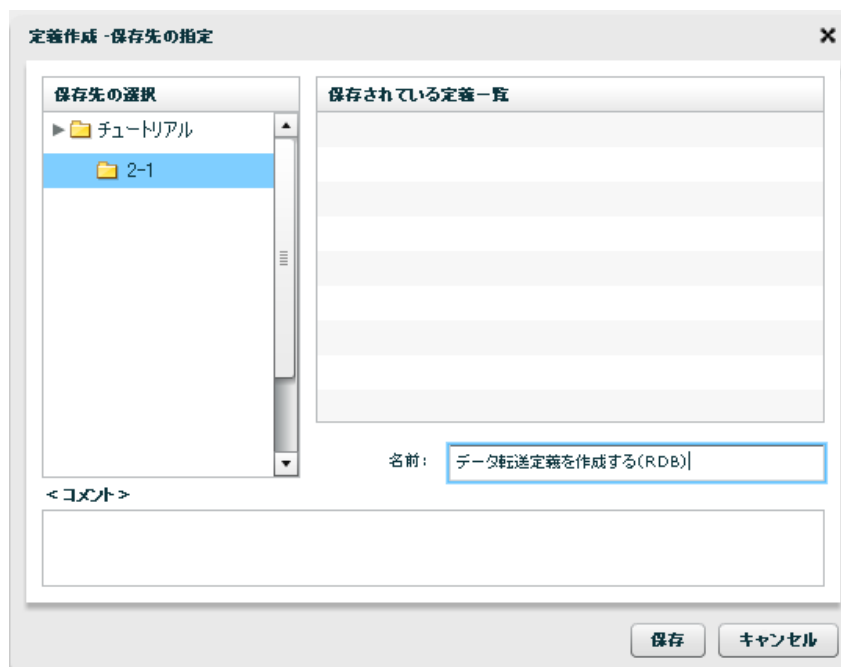 定義作成 -保存先の指定
保存先の選択
チュートリアル
2-1
保存されている定義一覧
名前:
データ転送定義を作成する(RDB)
<コメント>
保存
キャンセル